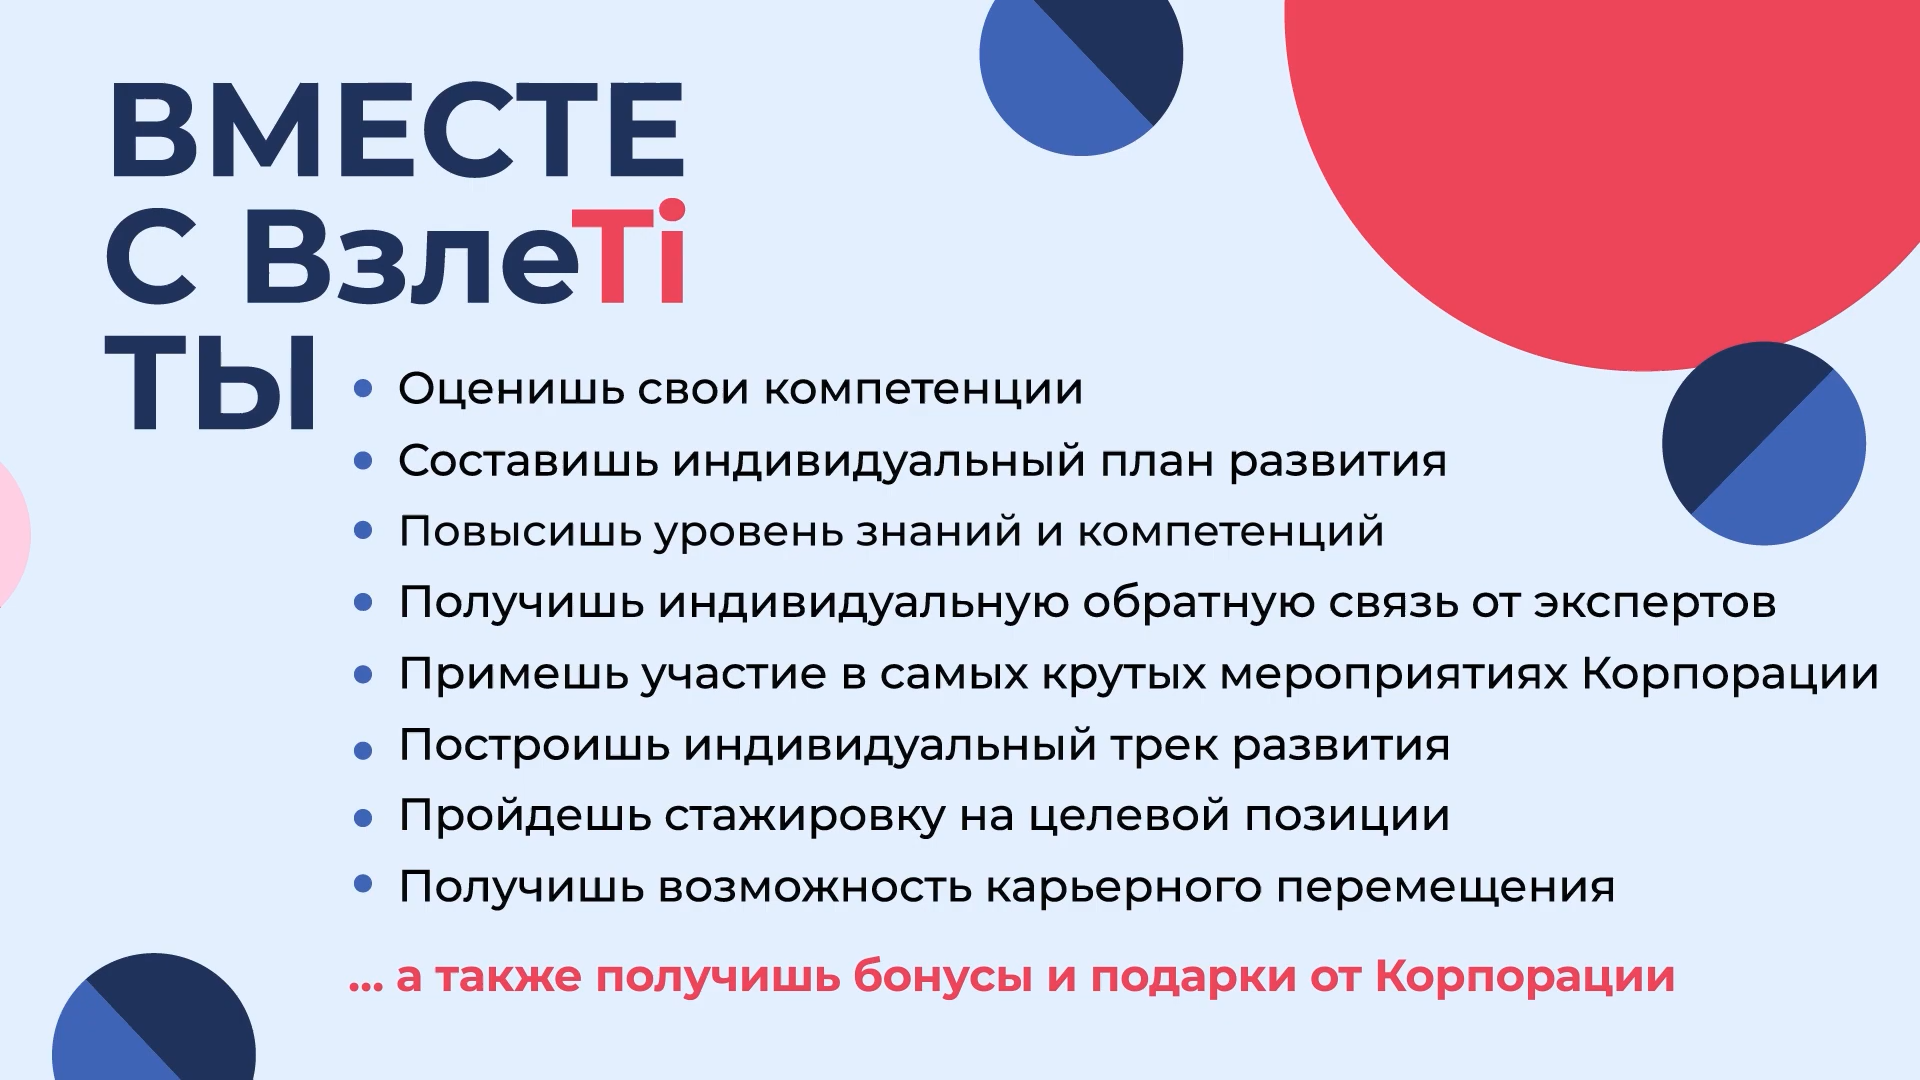 ВМЕСТЕ
С ВзлеTi
ТЫ
• Оценишь свои компетенции
• Составишь индивидуальный план развития
• Повысишь уровень знаний и компетенций
• Получишь индивидуальную обратную связь от экспертов
• Примешь участие в самых крутых мероприятиях Корпорации
• Построишь индивидуальный трек развития
• Пройдешь стажировку на целевой позиции
• Получишь возможность карьерного перемещения
... а также получишь бонусы и подарки от Корпорации